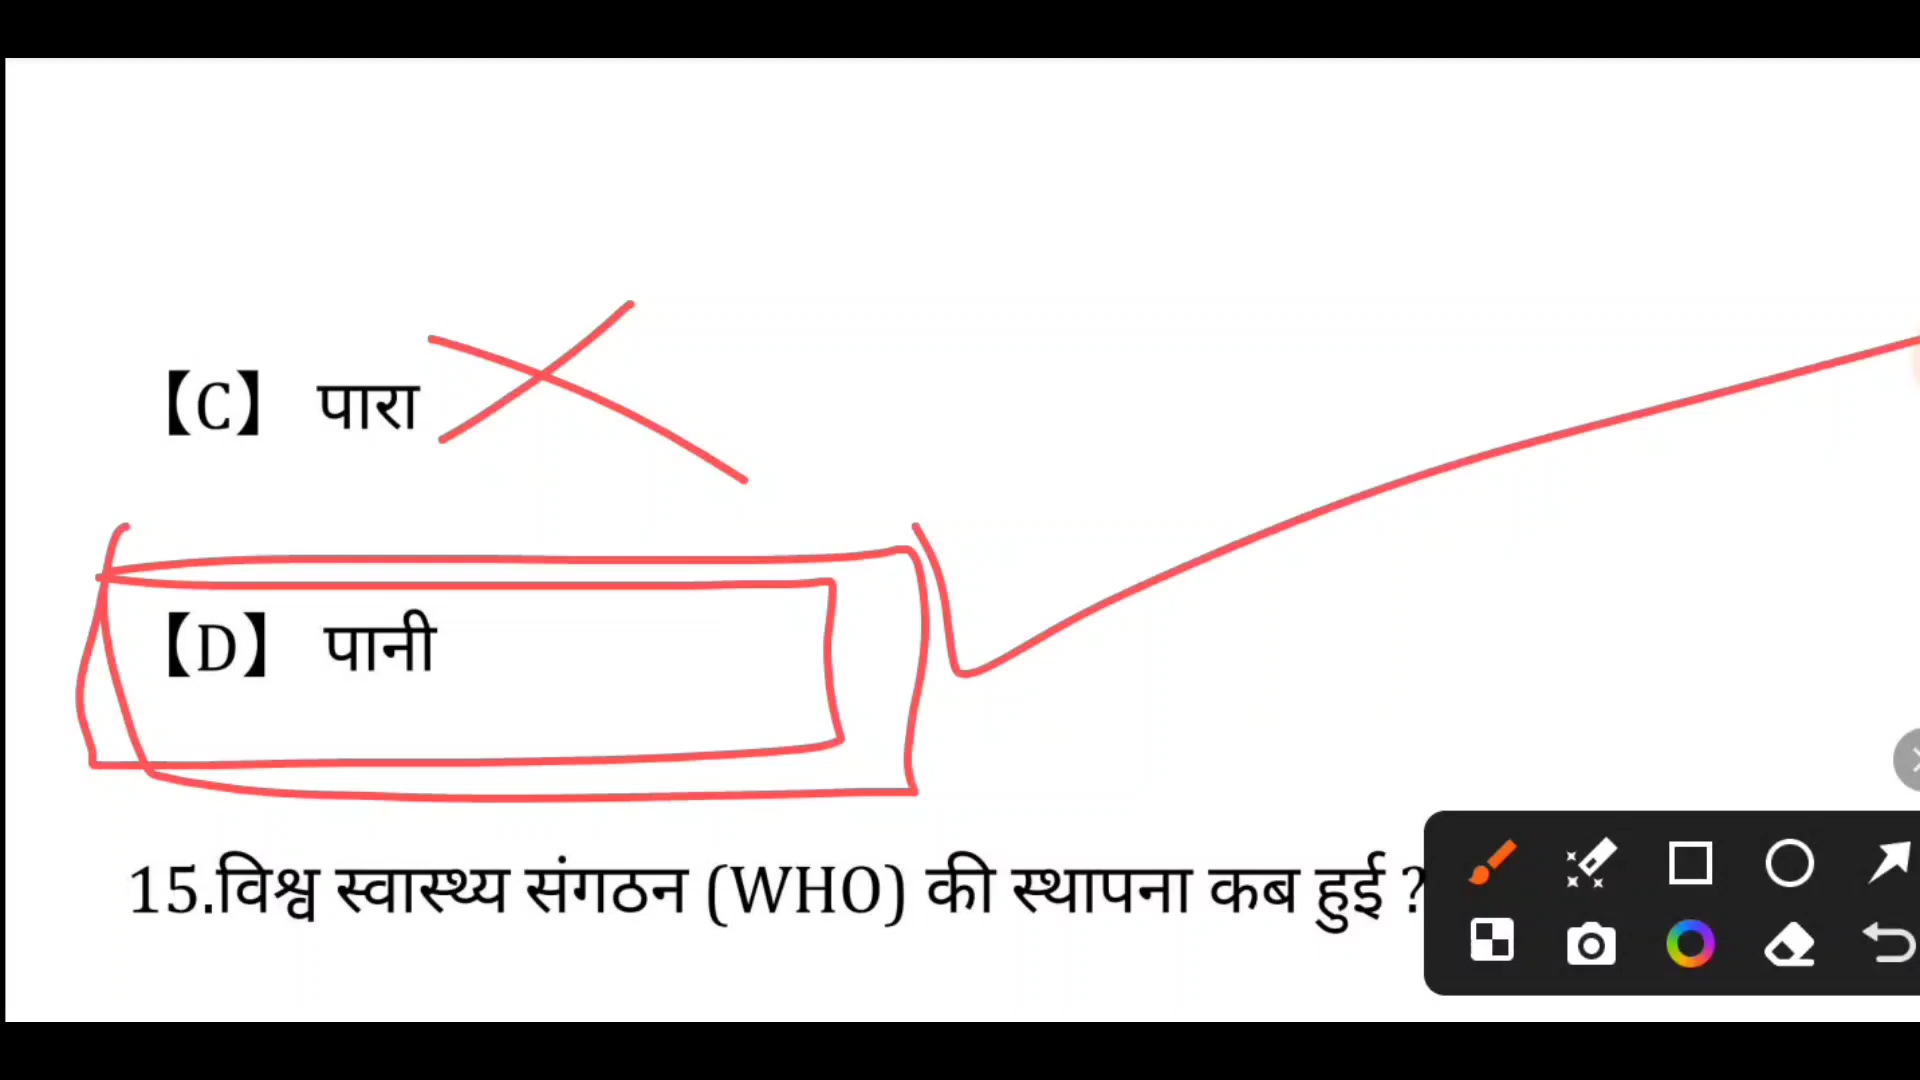 【C】 पारा
【D】 पानी
15.विश्व स्वास्थ्य संगठन (WHO) की स्थापना कब हुई ?